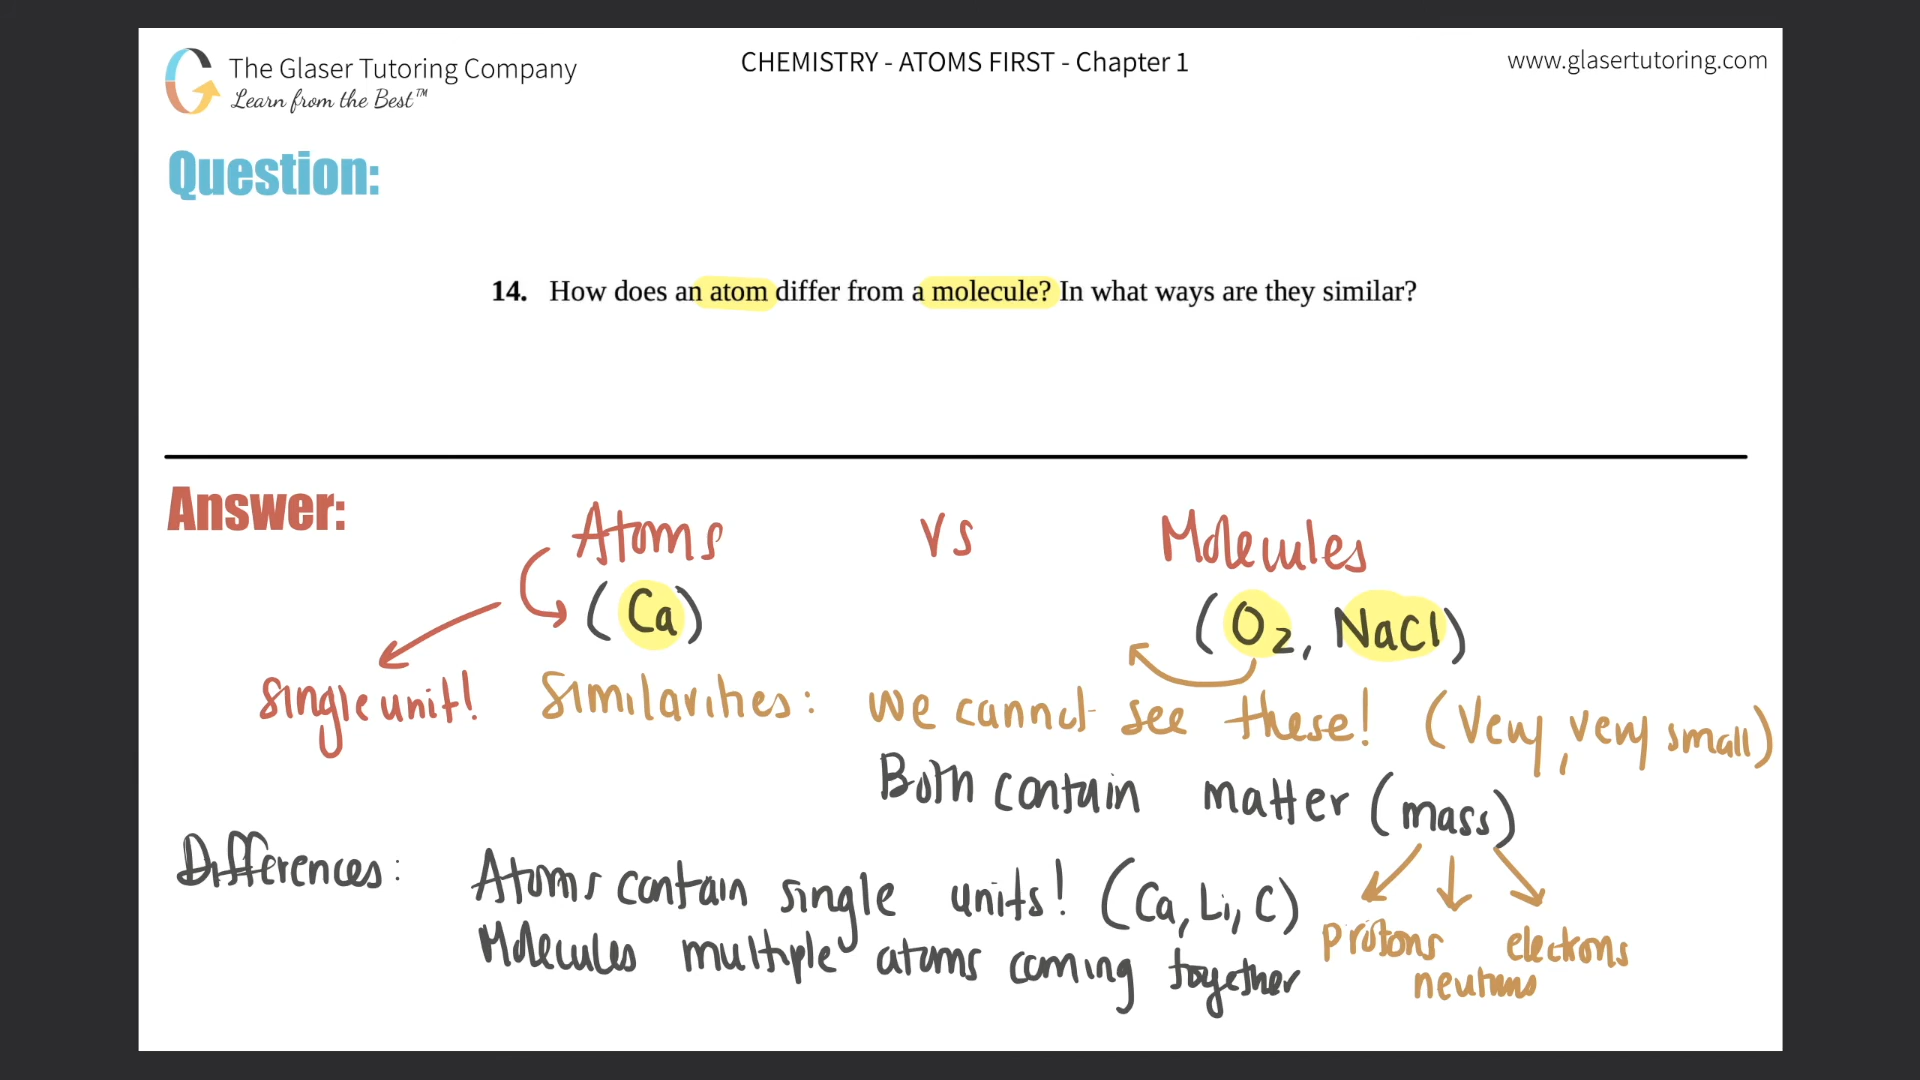 The Glaser Tutoring Company
Learn from the Best™
CHEMISTRY - ATOMS FIRST - Chapter 1
www.glasertutoring.com
Question:
14. How does an atom differ from a molecule? In what ways are they similar?
Answer:
Atoms vs Molecules
(Ca) (O₂, NaCl)
Single unit!
Similarities: we cannot see these! (Very, very small)
Both contain matter (mass)
Differences: Atoms contain single units! (Ca, Li, C)
Molecules multiple atoms coming together
protons electrons
neutrons